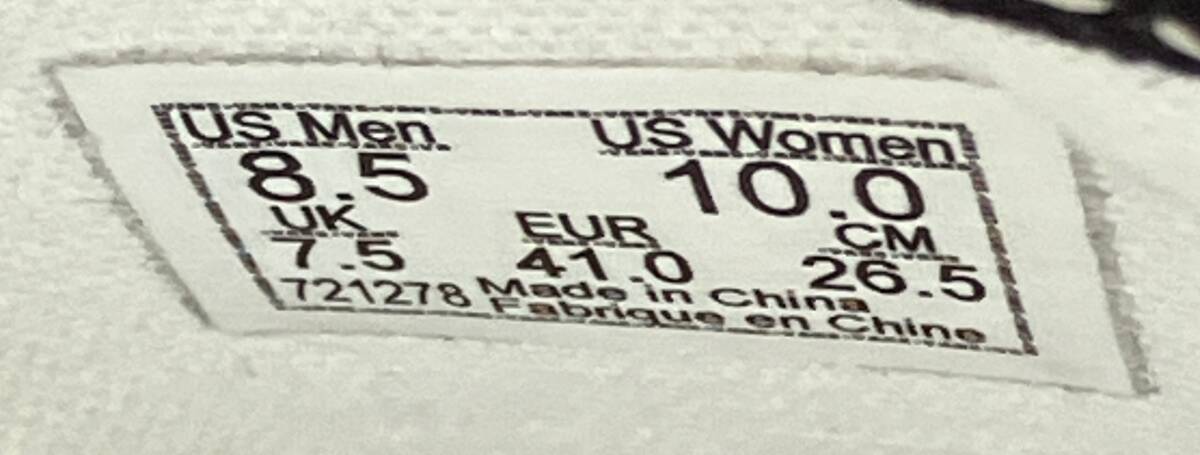 US Men US Women
8.5 10.0
UK EUR CM
7.5 41.0 26.5
721278 Made in China
Fabrique en Chine